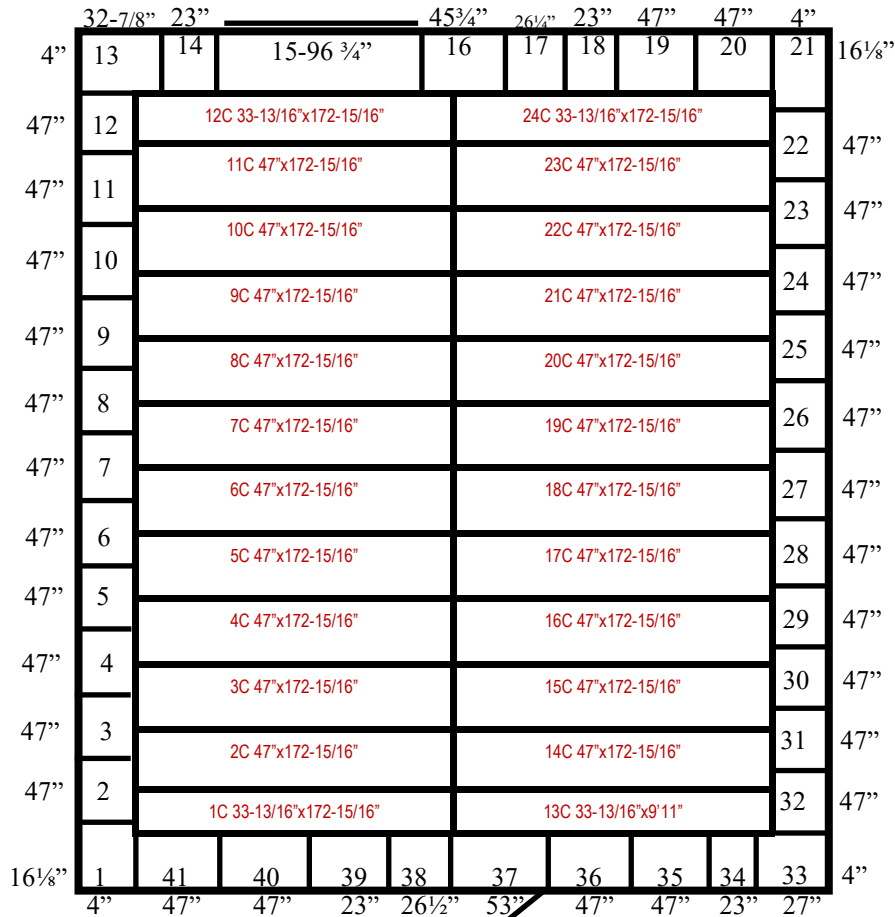 32-7/8” 23” 45¾” 26¼” 23” 47” 47” 4”
4” 13 14 15-96 ¾” 16 17 18 19 20 21 16⅛”
12C 33-13/16”x172-15/16” 24C 33-13/16”x172-15/16”
47” 12 22 47”
11C 47”x172-15/16” 23C 47”x172-15/16”
47” 11 23 47”
10C 47”x172-15/16” 22C 47”x172-15/16”
47” 10 24 47”
9C 47”x172-15/16” 21C 47”x172-15/16”
47” 9 25 47”
8C 47”x172-15/16” 20C 47”x172-15/16”
47” 8 26 47”
7C 47”x172-15/16” 19C 47”x172-15/16”
47” 7 27 47”
6C 47”x172-15/16” 18C 47”x172-15/16”
47” 6 28 47”
5C 47”x172-15/16” 17C 47”x172-15/16”
47” 5 29 47”
4C 47”x172-15/16” 16C 47”x172-15/16”
47” 4 30 47”
3C 47”x172-15/16” 15C 47”x172-15/16”
47” 3 31 47”
2C 47”x172-15/16” 14C 47”x172-15/16”
47” 2 32 47”
1C 33-13/16”x172-15/16” 13C 33-13/16”x9’11”
16⅛” 1 41 40 39 38 37 36 35 34 33 4”
4” 47” 47” 23” 26½” 53” 47” 47” 23” 27”